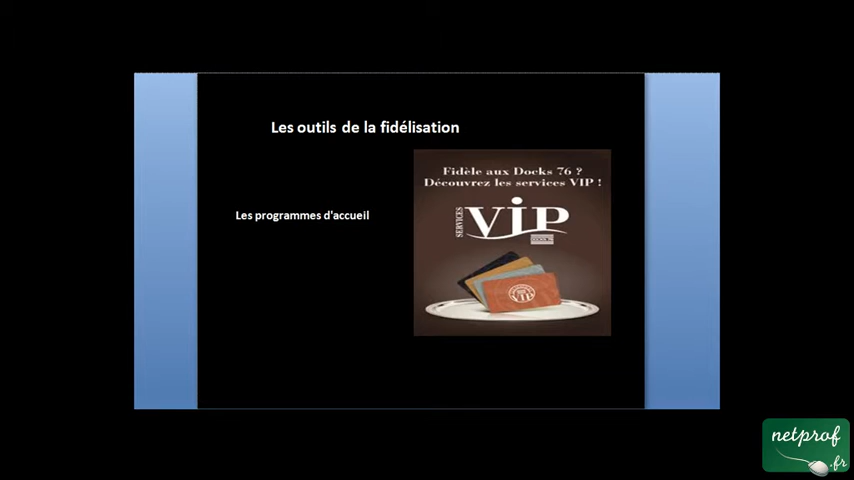 Les outils de la fidélisation
Fidèle aux Docks 76 ?
Découvrez les services VIP !
SERVICES
VIP
Les programmes d'accueil
VIP
netprof
.fr